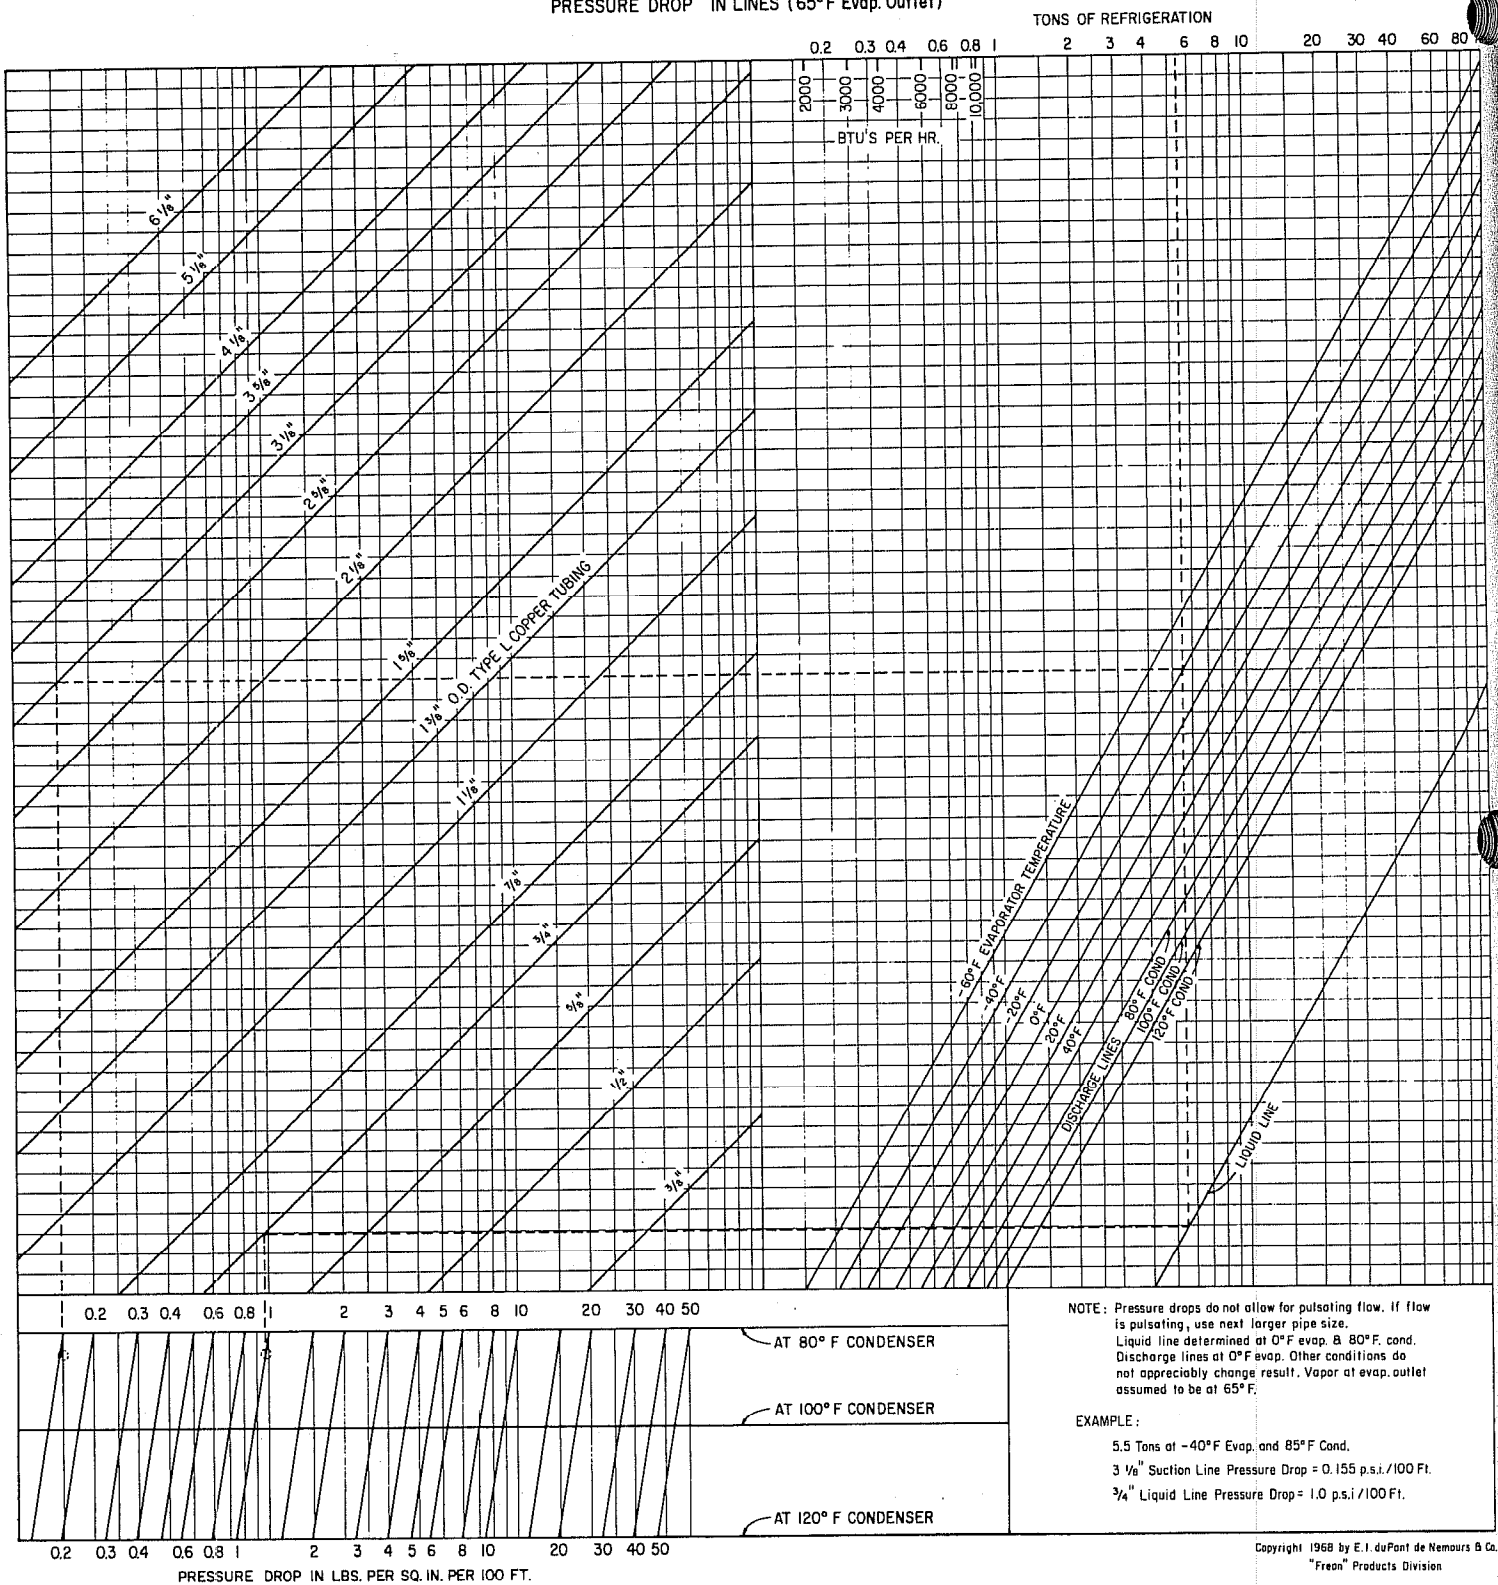 PRESSURE DROP IN LINES (65°F Evap. Outlet)
TONS OF REFRIGERATION
0.2 0.3 0.4 0.6 0.8 1 2 3 4 6 8 10 20 30 40 60 80
2000 3000 4000 6000 8000 10,000
BTU'S PER HR.
6 1/8"
5 1/8"
4 1/8"
3 5/8"
3 1/8"
2 5/8"
2 1/8"
1 5/8"
1 3/8" O.D. TYPE L COPPER TUBING
1 1/8"
7/8"
3/4"
5/8"
1/2"
3/8"
-60°F EVAPORATOR TEMPERATURE
-40°F
-20°F
0°F
20°F
40°F
DISCHARGE LINES
80°F COND
100°F COND
120°F COND
LIQUID LINE
0.2 0.3 0.4 0.6 0.8 1 2 3 4 5 6 8 10 20 30 40 50
AT 80°F CONDENSER
AT 100°F CONDENSER
AT 120°F CONDENSER
0.2 0.3 0.4 0.6 0.8 1 2 3 4 5 6 8 10 20 30 40 50
PRESSURE DROP IN LBS. PER SQ. IN. PER 100 FT.
NOTE: Pressure drops do not allow for pulsating flow. If flow
is pulsating, use next larger pipe size.
Liquid line determined at 0°F evap. & 80°F. cond.
Discharge lines at 0°F evap. Other conditions do
not appreciably change result. Vapor at evap. outlet
assumed to be at 65°F.
EXAMPLE:
5.5 Tons at -40°F Evap. and 85°F Cond.
3 1/8" Suction Line Pressure Drop = 0.155 p.s.i./100 Ft.
3/4" Liquid Line Pressure Drop = 1.0 p.s.i/100 Ft.
Copyright 1968 by E.I. duPont de Nemours & Co.
"Freon" Products Division